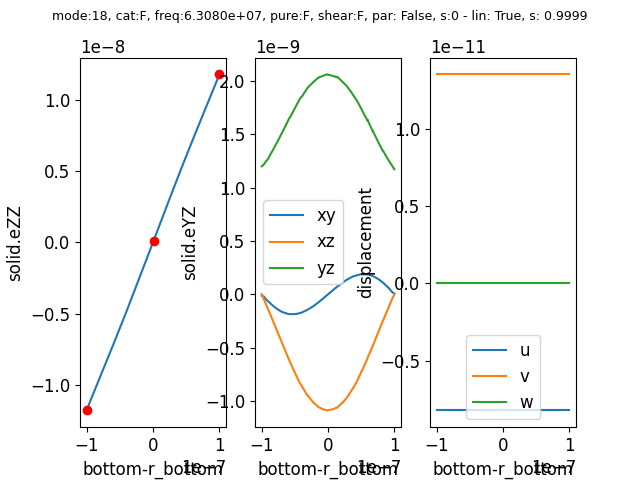 mode:18, cat:F, freq:6.3080e+07, pure:F, shear:F, par: False, s:0 - lin: True, s: 0.9999
1e−8
1.0
0.5
0.0
−0.5
−1.0
solid.eZZ
−1
0
1
1e−7
bottom-r_bottom
1e−9
2.0
1.5
1.0
0.5
0.0
−0.5
−1.0
solid.eYZ
xy
xz
yz
−1
0
1
1e−7
bottom-r_bottom
1e−11
1.0
0.5
0.0
−0.5
displacement
u
v
w
−1
0
1
1e−7
bottom-r_bottom